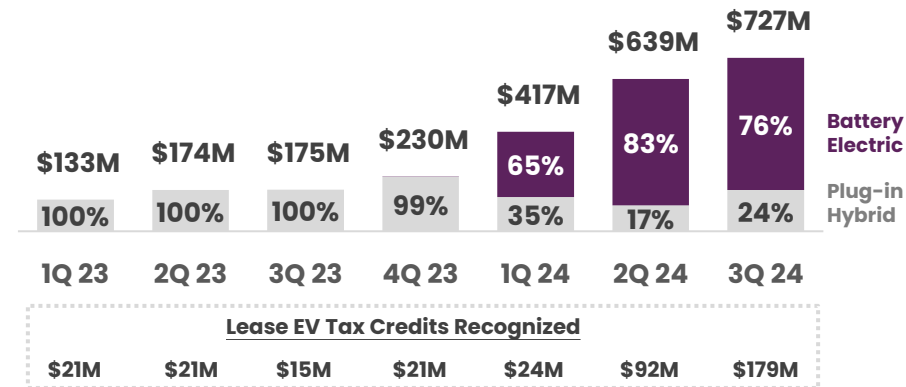 $727M
$639M
$417M
$230M
$133M $174M $175M
Battery
Electric
76%
83%
65%
Plug-in
Hybrid
100% 100% 100% 99% 35% 17% 24%
1Q 23 2Q 23 3Q 23 4Q 23 1Q 24 2Q 24 3Q 24
Lease EV Tax Credits Recognized
$21M $21M $15M $21M $24M $92M $179M